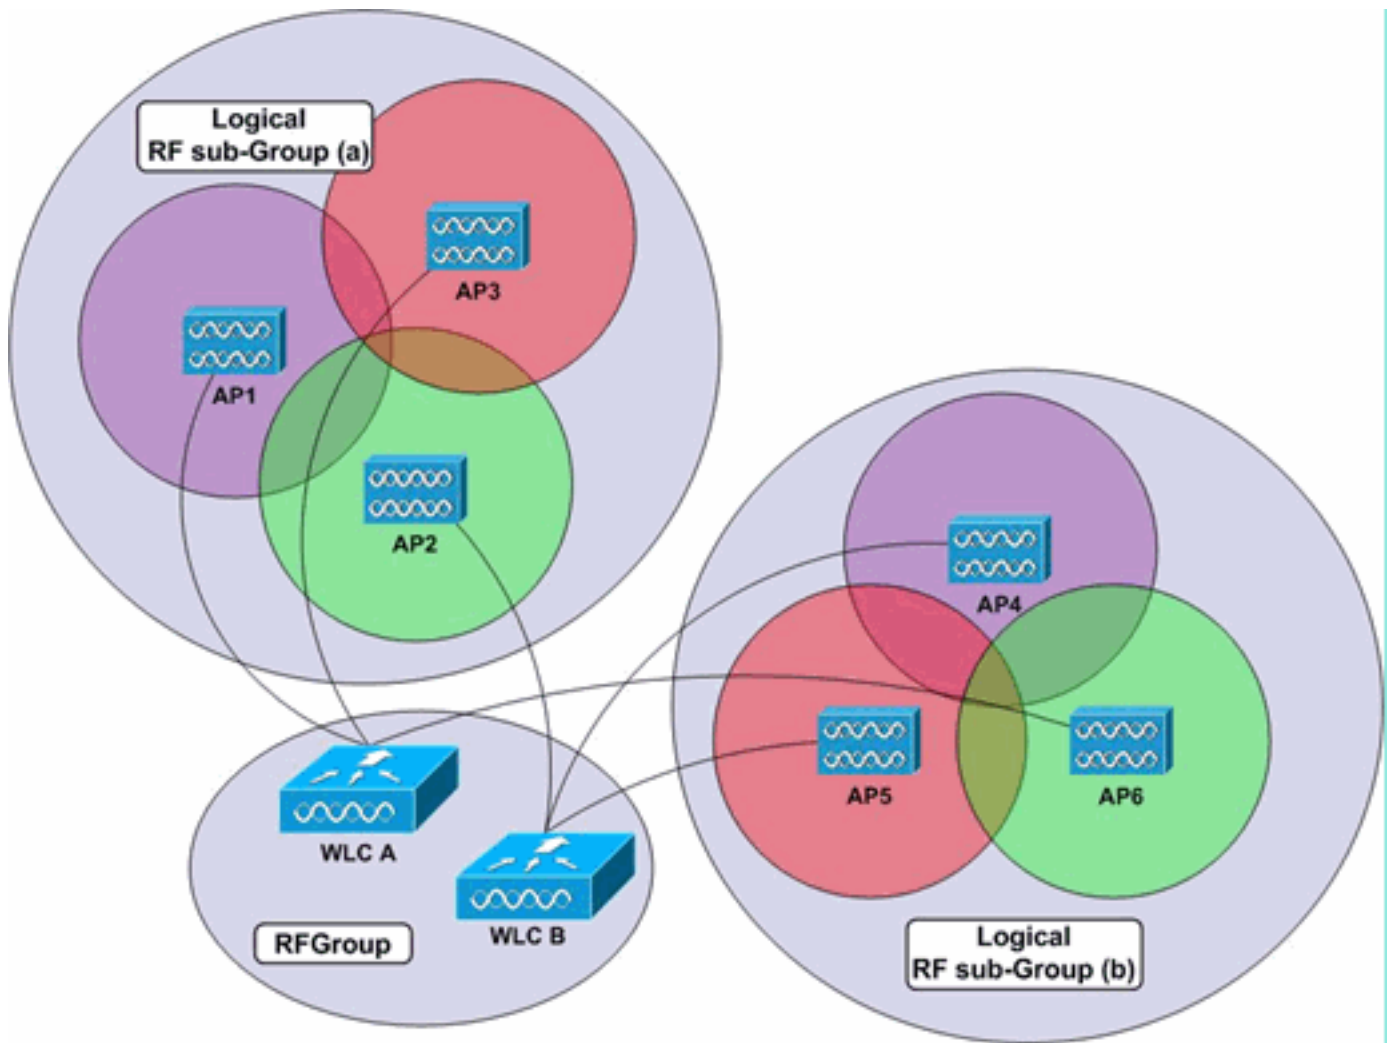 Logical
RF sub-Group (a)
AP3
AP1
AP2
AP4
AP5
AP6
WLC A
WLC B
RFGroup
Logical
RF sub-Group (b)